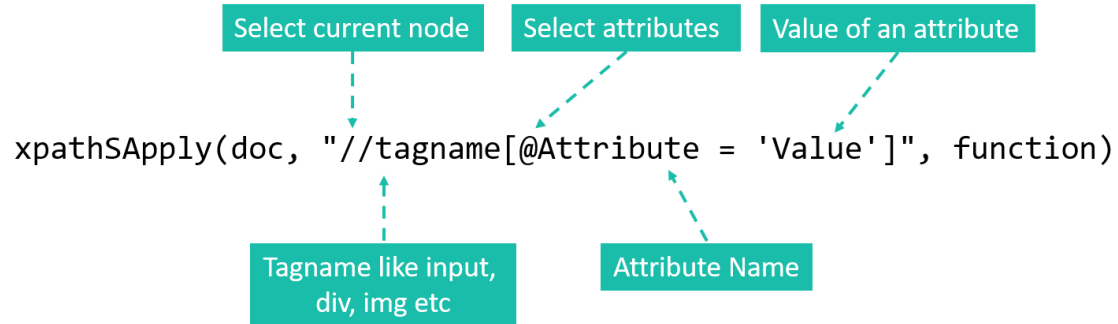 Select current node
Select attributes
Value of an attribute
xpathSApply(doc, "//tagname[@Attribute = 'Value']", function)
Tagname like input,
div, img etc
Attribute Name